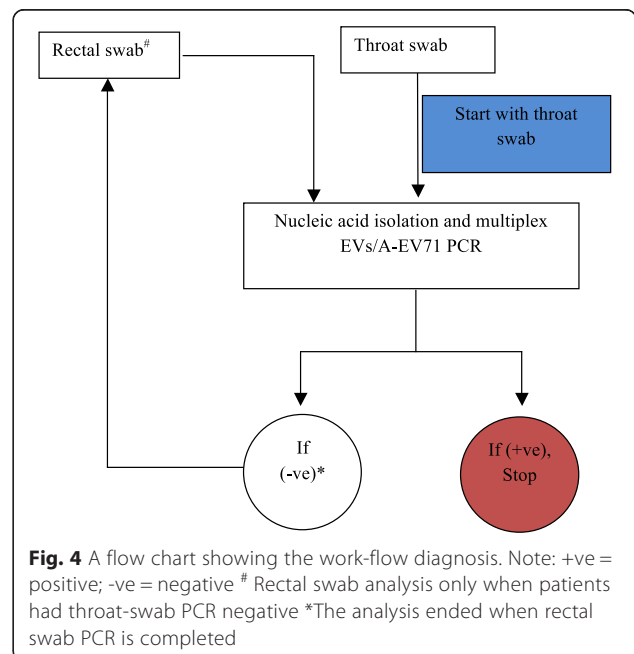 Rectal swab#
Throat swab
Start with throat
swab
Nucleic acid isolation and multiplex
EVs/A-EV71 PCR
If
(-ve)*
If (+ve),
Stop
Fig. 4 A flow chart showing the work-flow diagnosis. Note: +ve =
positive; -ve = negative # Rectal swab analysis only when patients
had throat-swab PCR negative *The analysis ended when rectal
swab PCR is completed